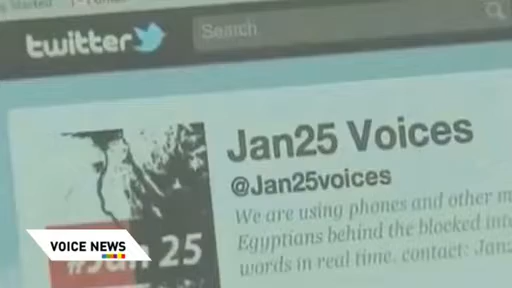 twitter
Search
Jan25 Voices
@Jan25voices
We are using phones and other m
Egyptians behind the blocked int
words in real time. contact: Jan2
#Jan 25
VOICE NEWS